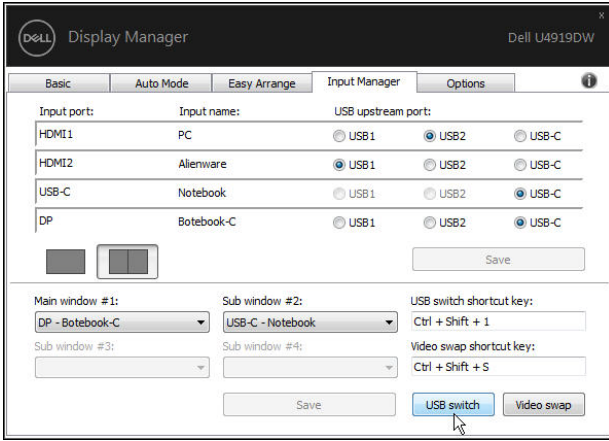 x
DELL Display Manager Dell U4919DW
Basic Auto Mode Easy Arrange Input Manager Options i
Input port: Input name: USB upstream port:
HDMI1 PC USB1 USB2 USB-C
HDMI2 Alienware USB1 USB2 USB-C
USB-C Notebook USB1 USB2 USB-C
DP Botebook-C USB1 USB2 USB-C
Save
Main window #1: Sub window #2: USB switch shortcut key:
DP - Botebook-C USB-C - Notebook Ctrl + Shift + 1
Sub window #3: Sub window #4: Video swap shortcut key:
Ctrl + Shift + S
Save USB switch Video swap